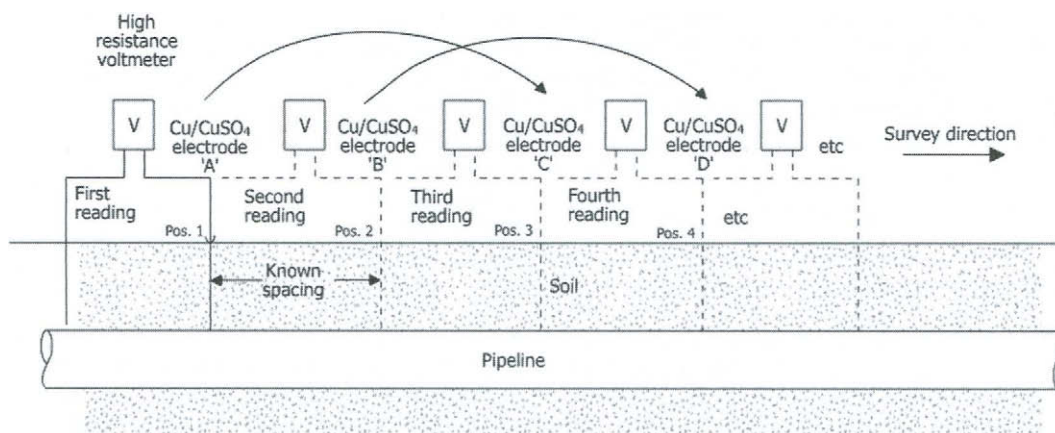 High
resistance
voltmeter
V
Cu/CuSO₄
electrode
'A'
V
Cu/CuSO₄
electrode
'B'
V
Cu/CuSO₄
electrode
'C'
V
Cu/CuSO₄
electrode
'D'
V
etc
Survey direction
First
reading
Second
reading
Third
reading
Fourth
reading
etc
Pos. 1
Pos. 2
Pos. 3
Pos. 4
Known
spacing
Soil
Pipeline